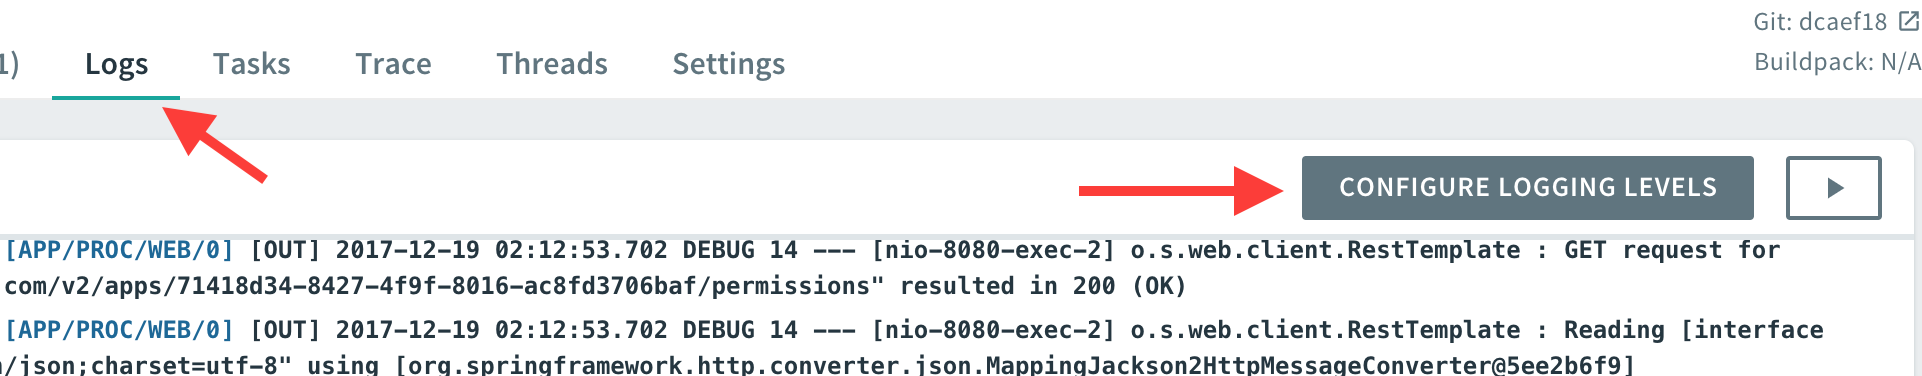 Git: dcaef18
1) Logs Tasks Trace Threads Settings
Buildpack: N/A
CONFIGURE LOGGING LEVELS
[APP/PROC/WEB/0] [OUT] 2017-12-19 02:12:53.702 DEBUG 14 --- [nio-8080-exec-2] o.s.web.client.RestTemplate : GET request for
com/v2/apps/71418d34-8427-4f9f-8016-ac8fd3706baf/permissions" resulted in 200 (OK)
[APP/PROC/WEB/0] [OUT] 2017-12-19 02:12:53.702 DEBUG 14 --- [nio-8080-exec-2] o.s.web.client.RestTemplate : Reading [interface
/json;charset=utf-8" using [org.springframework.http.converter.json.MappingJackson2HttpMessageConverter@5ee2b6f9]